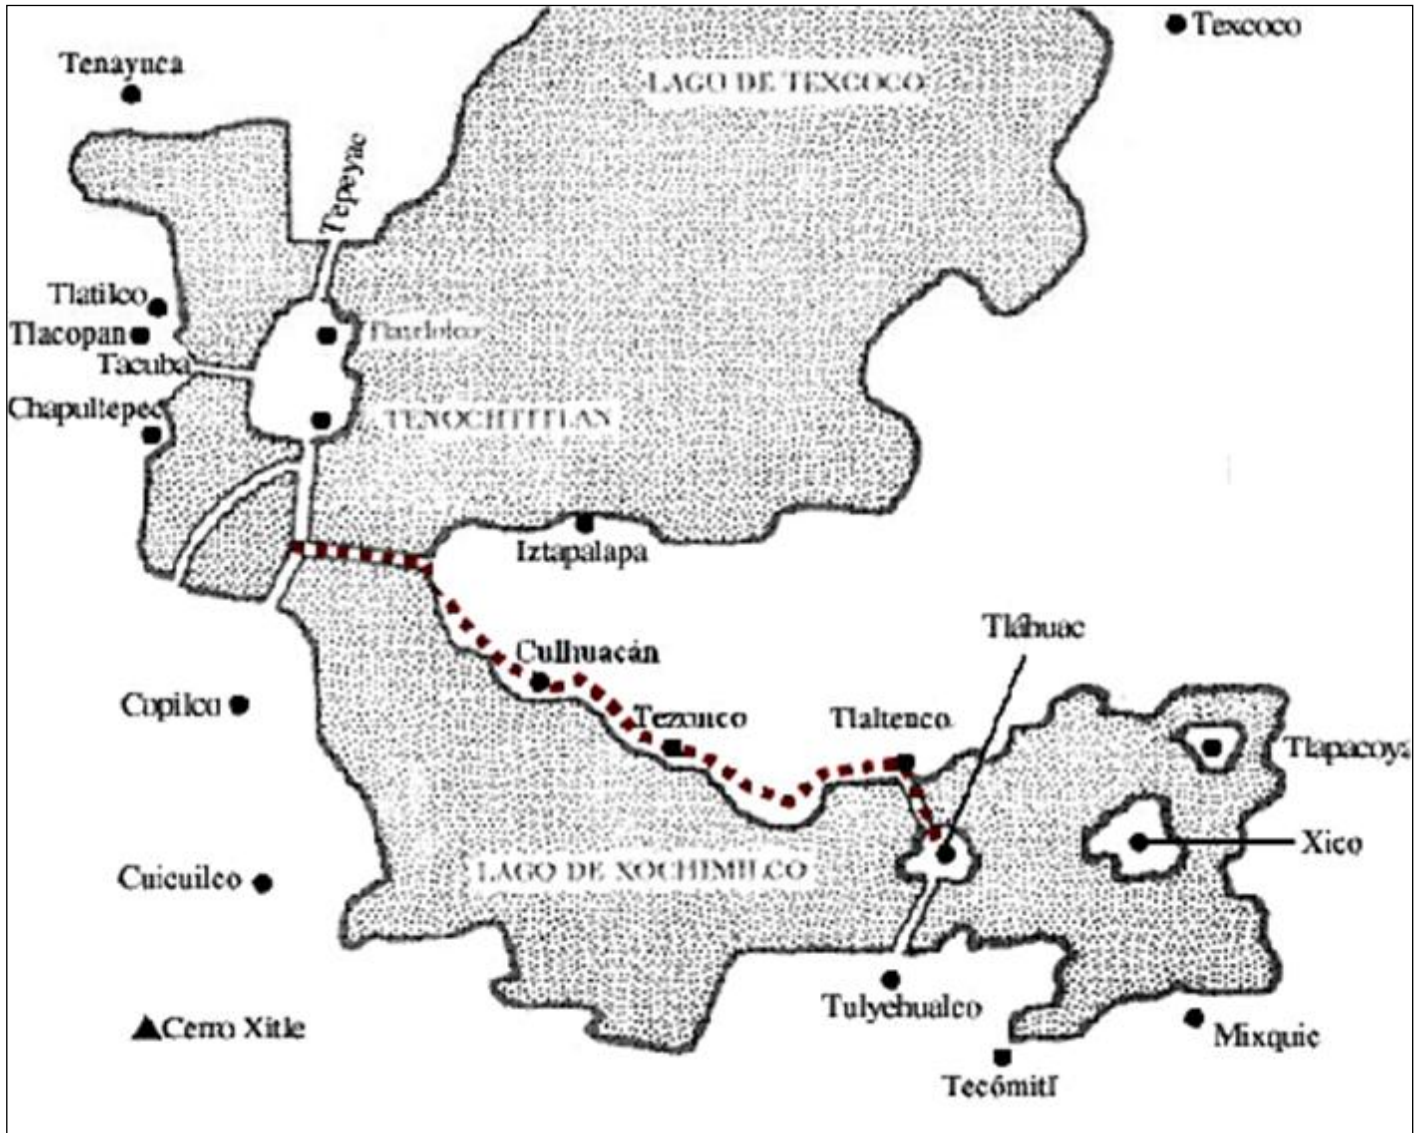 Texcoco
Tenayuca
LAGO DE TEXCOCO
Tepeyac
Tlatilco
Tlacopan
Tlatelolco
Tacuba
Chapultepec
TENOCHTITLAN
Iztapalapa
Tláhuac
Culhuacán
Copilco
Tezonco
Tlaltenco
Tlapacoya
Xico
LAGO DE XOCHIMILCO
Cuicuilco
Tulyehualco
Cerro Xitle
Mixquic
Tecómitl